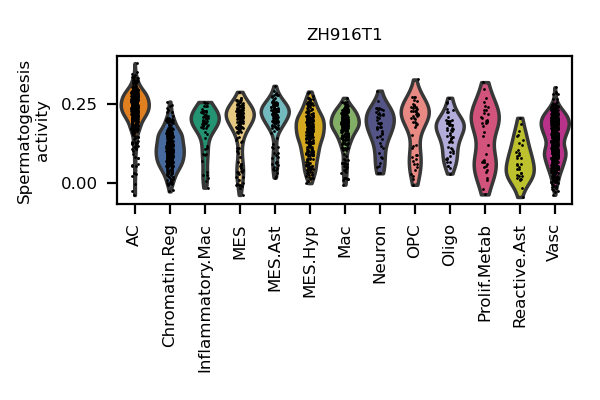 ZH916T1
Spermatogenesis
activity
0.25
0.00
AC
Chromatin.Reg
Inflammatory.Mac
MES
MES.Ast
MES.Hyp
Mac
Neuron
OPC
Oligo
Prolif.Metab
Reactive.Ast
Vasc